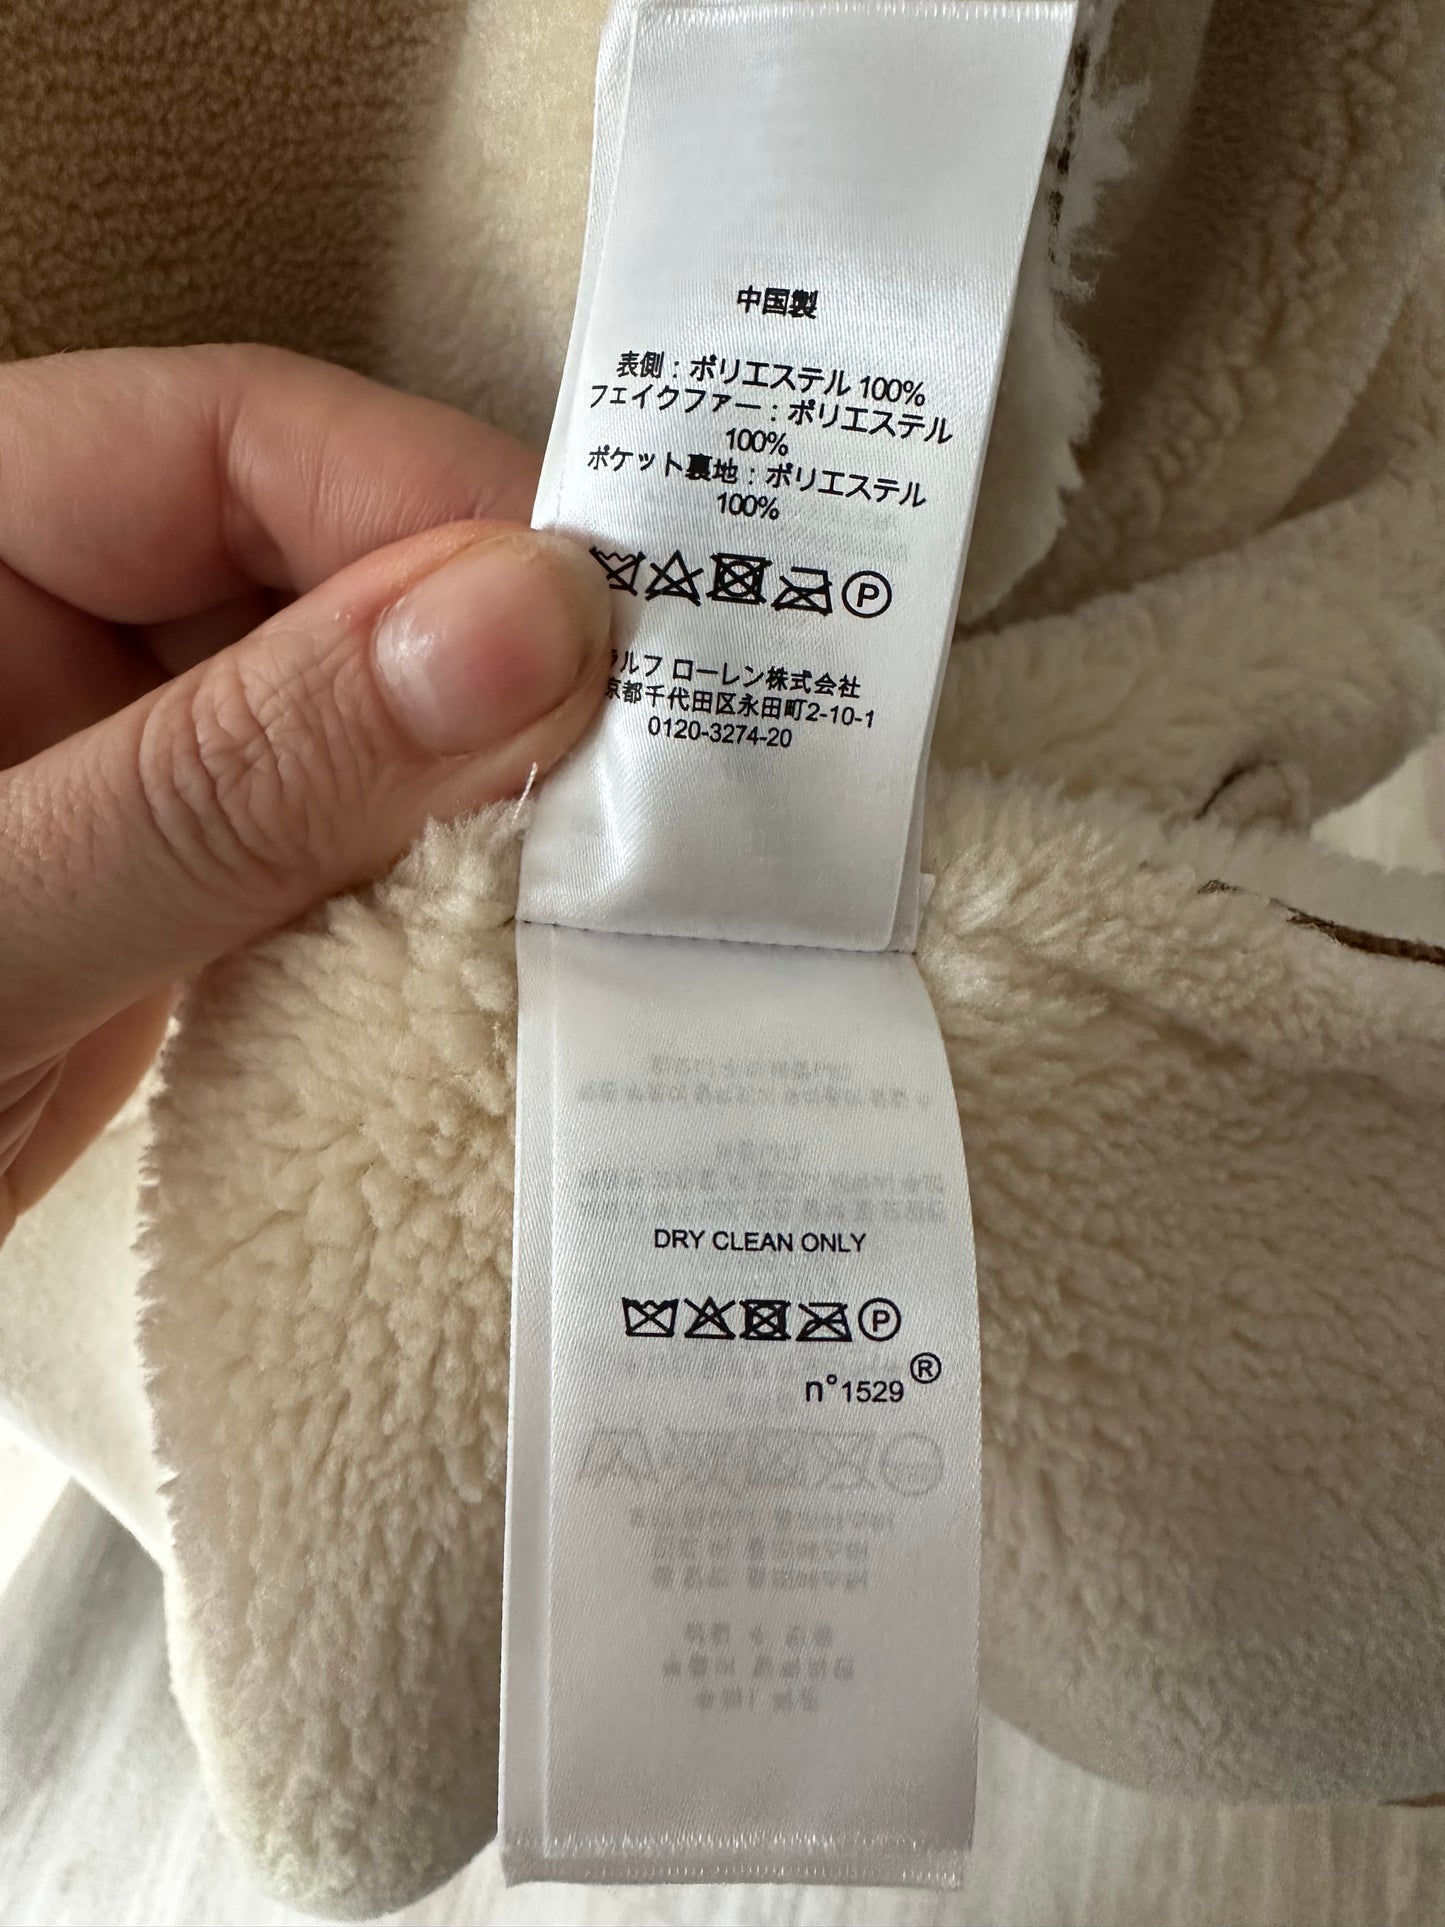 中国製
表側：ポリエステル 100%
フェイクファー：ポリエステル
100%
ポケット裏地：ポリエステル
100%
P
ルフ ローレン株式会社
京都千代田区永田町2-10-1
0120-3274-20
DRY CLEAN ONLY
P
n°1529®